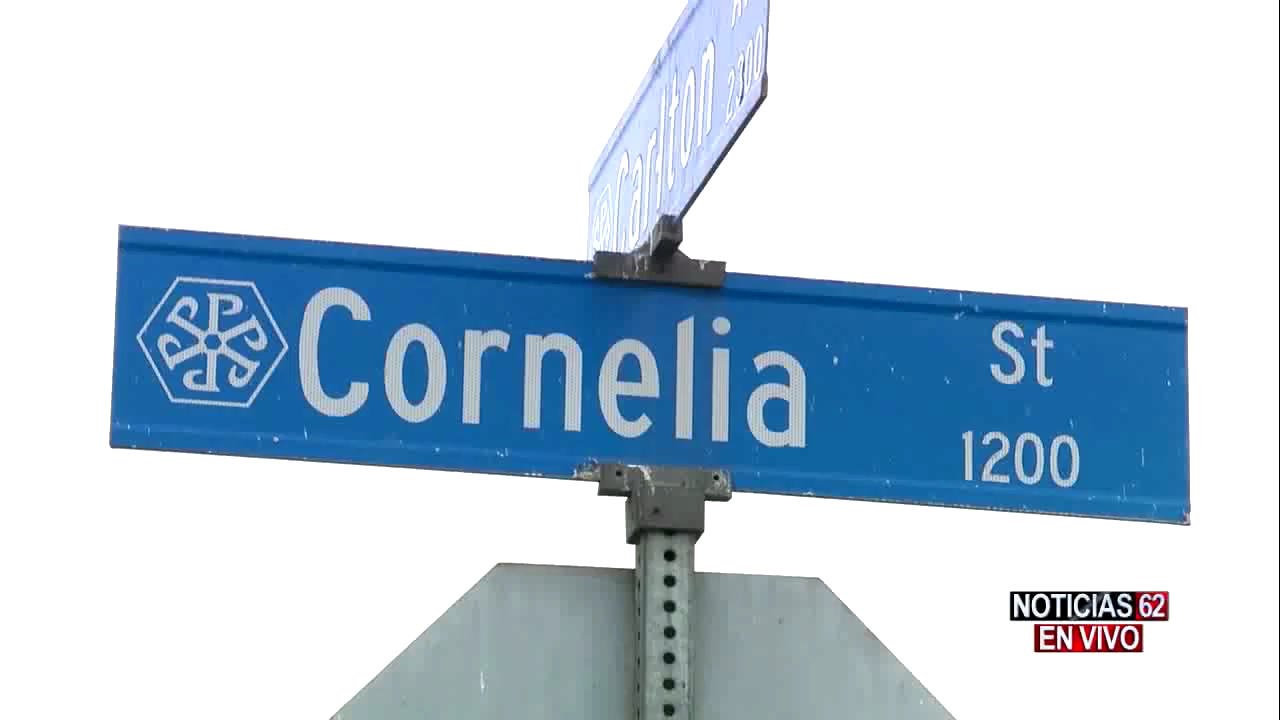 Carlton
2300
Cornelia
St
1200
NOTICIAS 62
EN VIVO